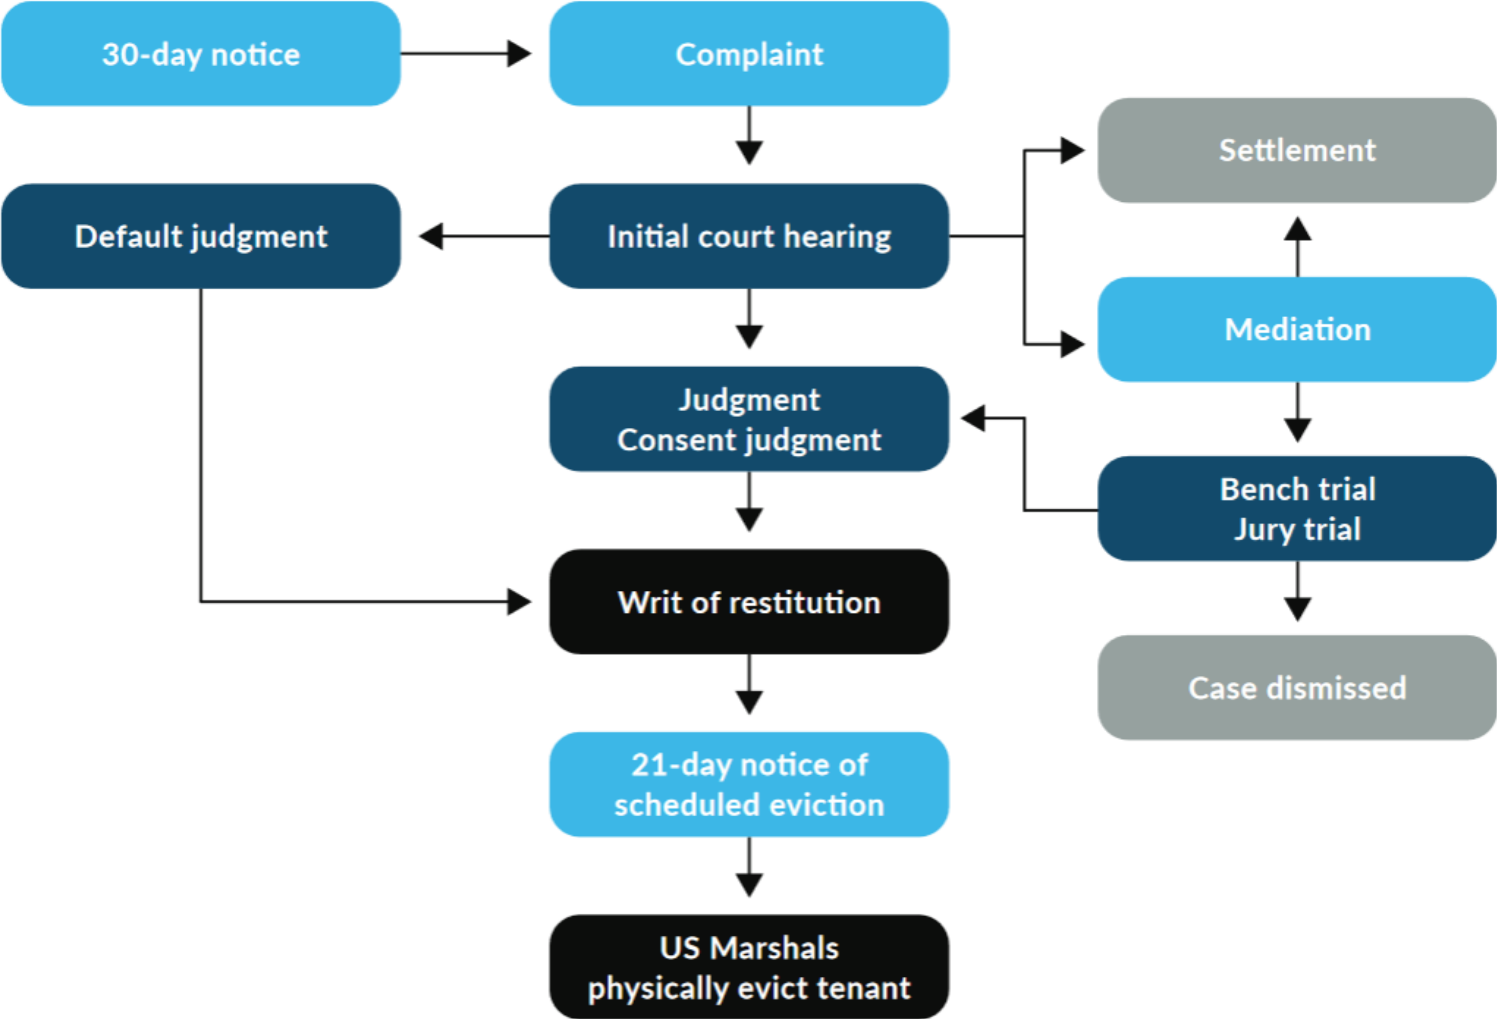 30-day notice
Complaint
Settlement
Default judgment
Initial court hearing
Mediation
Judgment
Consent judgment
Bench trial
Jury trial
Writ of restitution
Case dismissed
21-day notice of
scheduled eviction
US Marshals
physically evict tenant